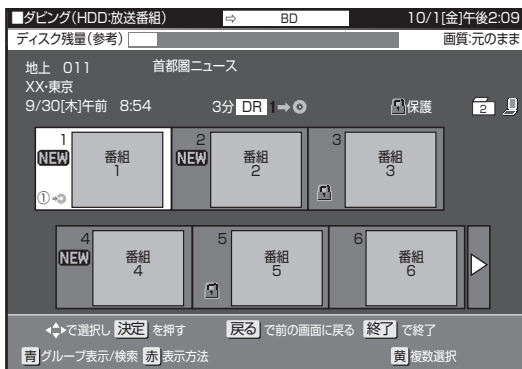 ■ダビング(HDD:放送番組) ⇨ BD 10/1[金]午後2:09
ディスク残量(参考) 画質:元のまま
地上 011 首都圏ニュース
XX・東京
9/30[木]午前 8:54 3分 DR 1➡ 保護 2
1 NEW 番組1 ①
2 NEW 番組2
3 番組3
4 NEW 番組4
5 番組5
6 番組6
で選択し 決定 を押す 戻る で前の画面に戻る 終了 で終了
青 グループ表示/検索 赤 表示方法 黄 複数選択